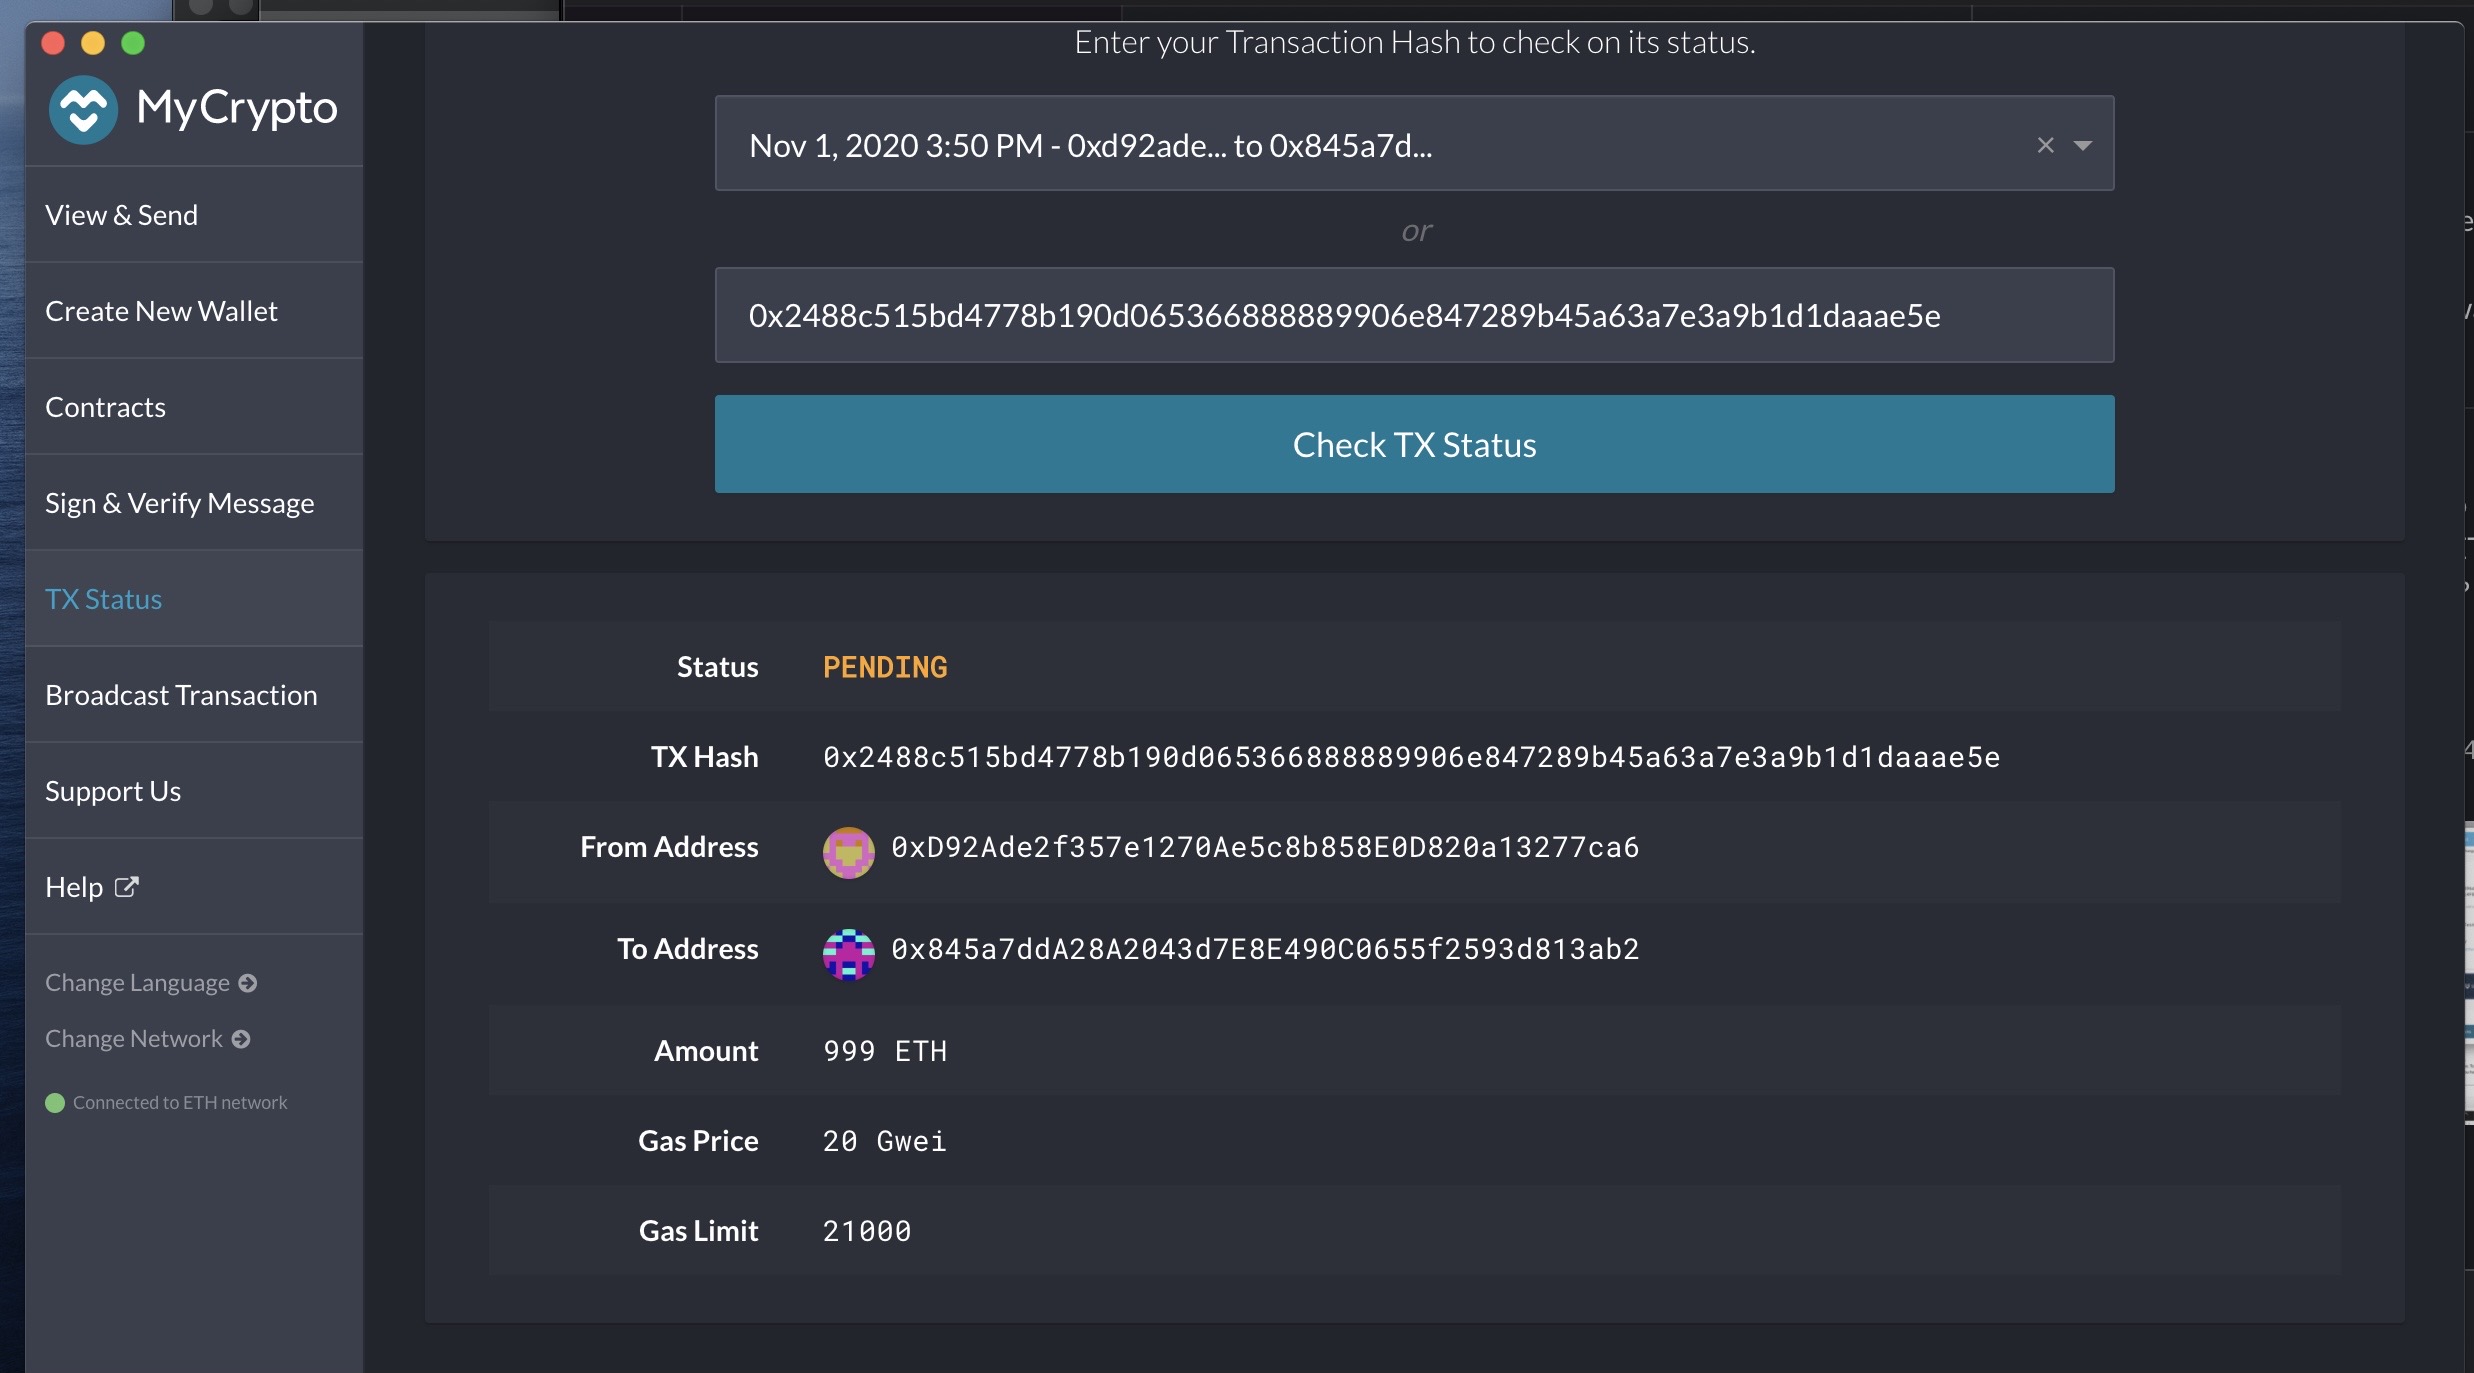 Enter your Transaction Hash to check on its status.
MyCrypto
Nov 1, 2020 3:50 PM - 0xd92ade... to 0x845a7d...
or
0x2488c515bd4778b190d065366888889906e847289b45a63a7e3a9b1d1daaae5e
Check TX Status
View & Send
Create New Wallet
Contracts
Sign & Verify Message
TX Status
Broadcast Transaction
Support Us
Help
Change Language
Change Network
Connected to ETH network
Status PENDING
TX Hash 0x2488c515bd4778b190d065366888889906e847289b45a63a7e3a9b1d1daaae5e
From Address 0xD92Ade2f357e1270Ae5c8b858E0D820a13277ca6
To Address 0x845a7ddA28A2043d7E8E490C0655f2593d813ab2
Amount 999 ETH
Gas Price 20 Gwei
Gas Limit 21000